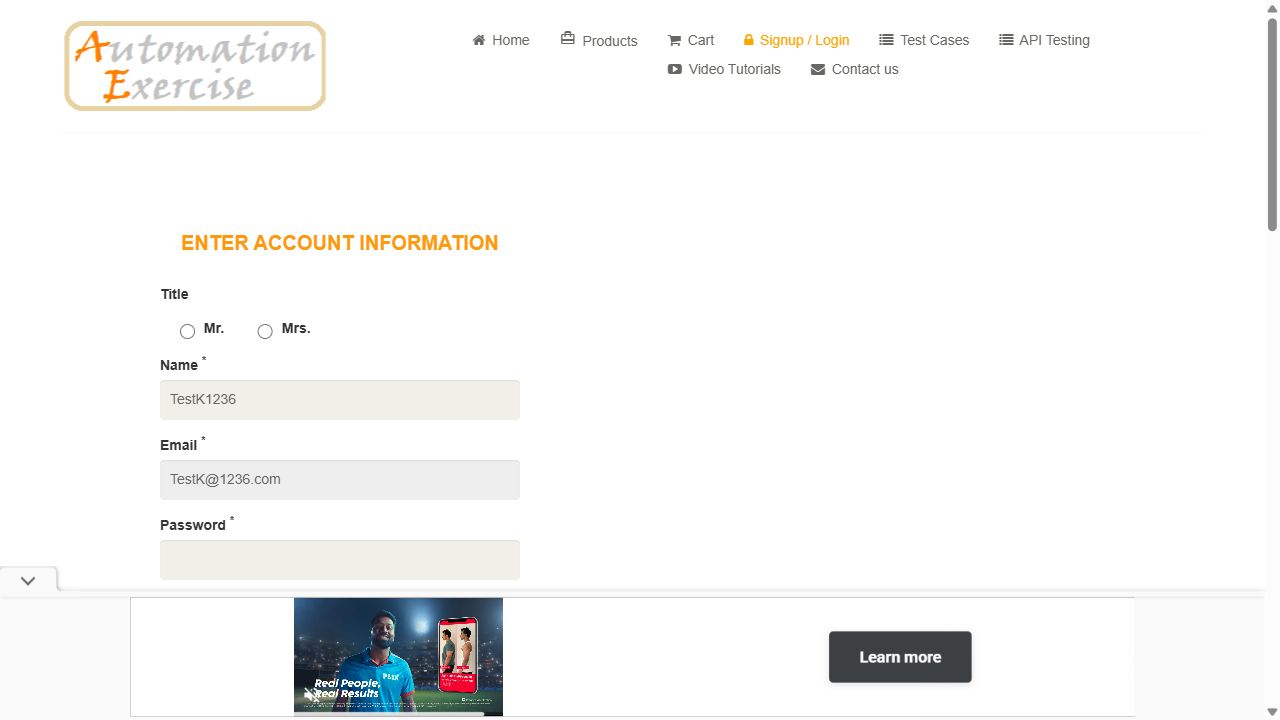 Automation
Exercise
Home
Products
Cart
Signup / Login
Test Cases
API Testing
Video Tutorials
Contact us
ENTER ACCOUNT INFORMATION
Title
Mr.
Mrs.
Name *
TestK1236
Email *
TestK@1236.com
Password *
Real People,
Real Results
Learn more